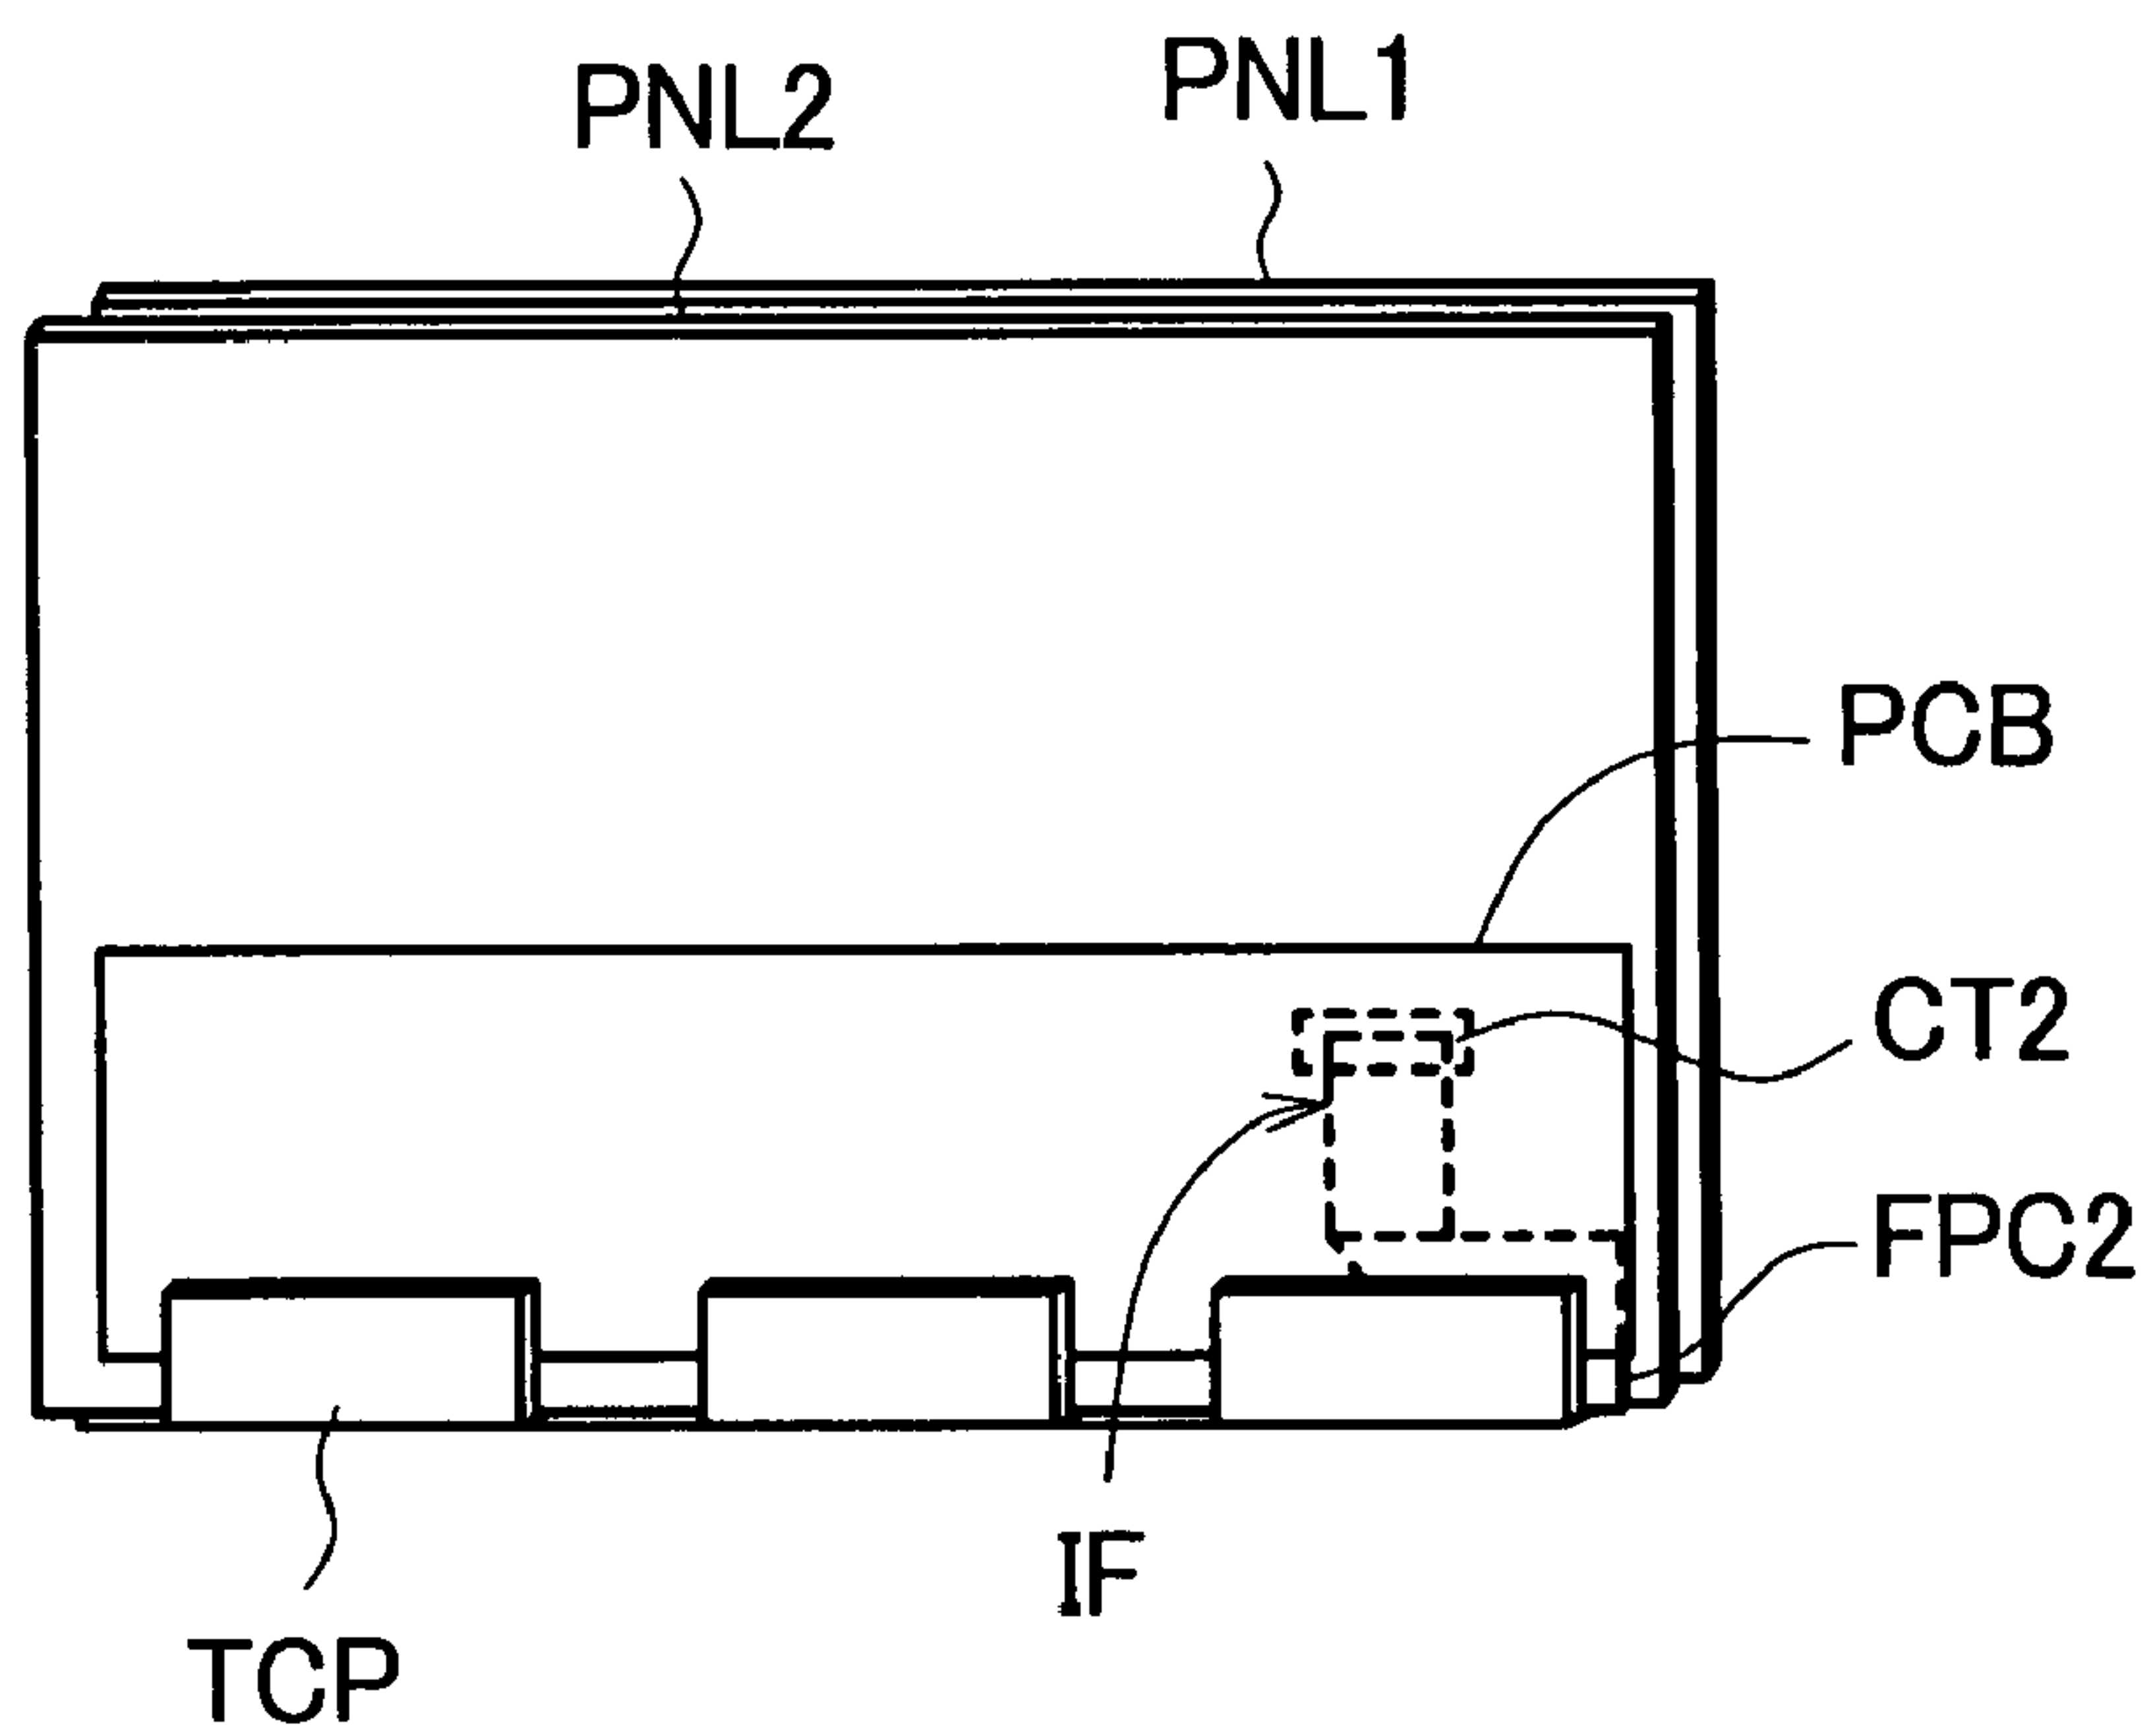 PNL2
PNL1
PCB
CT2
FPC2
IF
TCP